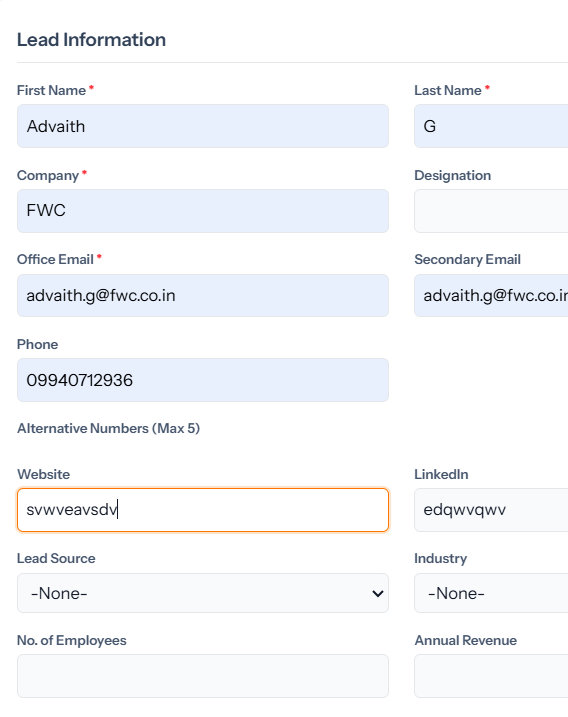 Lead Information
First Name *
Last Name *
Advaith
G
Company *
Designation
FWC
Office Email *
Secondary Email
advaith.g@fwc.co.in
advaith.g@fwc.co.in
Phone
09940712936
Alternative Numbers (Max 5)
Website
LinkedIn
svwveavsdv
edqwvqwv
Lead Source
Industry
-None-
-None-
No. of Employees
Annual Revenue